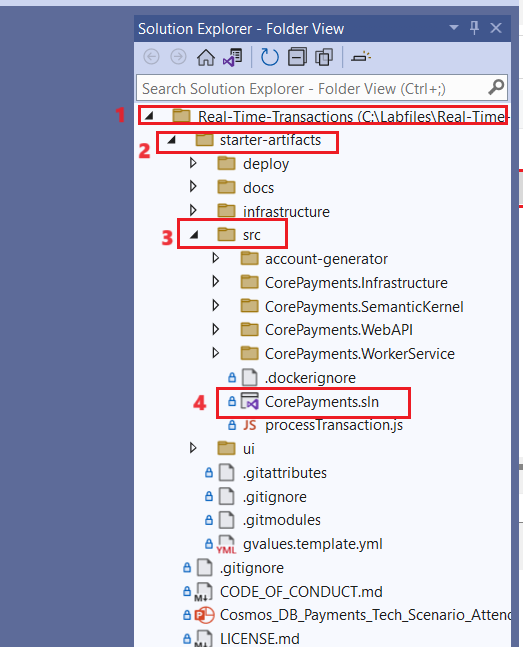 Solution Explorer - Folder View
Search Solution Explorer - Folder View (Ctrl+;)
1 Real-Time-Transactions (C:\Labfiles\Real-Time-
2 starter-artifacts
deploy
docs
infrastructure
3 src
account-generator
CorePayments.Infrastructure
CorePayments.SemanticKernel
CorePayments.WebAPI
CorePayments.WorkerService
.dockerignore
4 CorePayments.sln
JS processTransaction.js
ui
.gitattributes
.gitignore
.gitmodules
YML gvalues.template.yml
.gitignore
M↓ CODE_OF_CONDUCT.md
P Cosmos_DB_Payments_Tech_Scenario_Attend
M↓ LICENSE.md